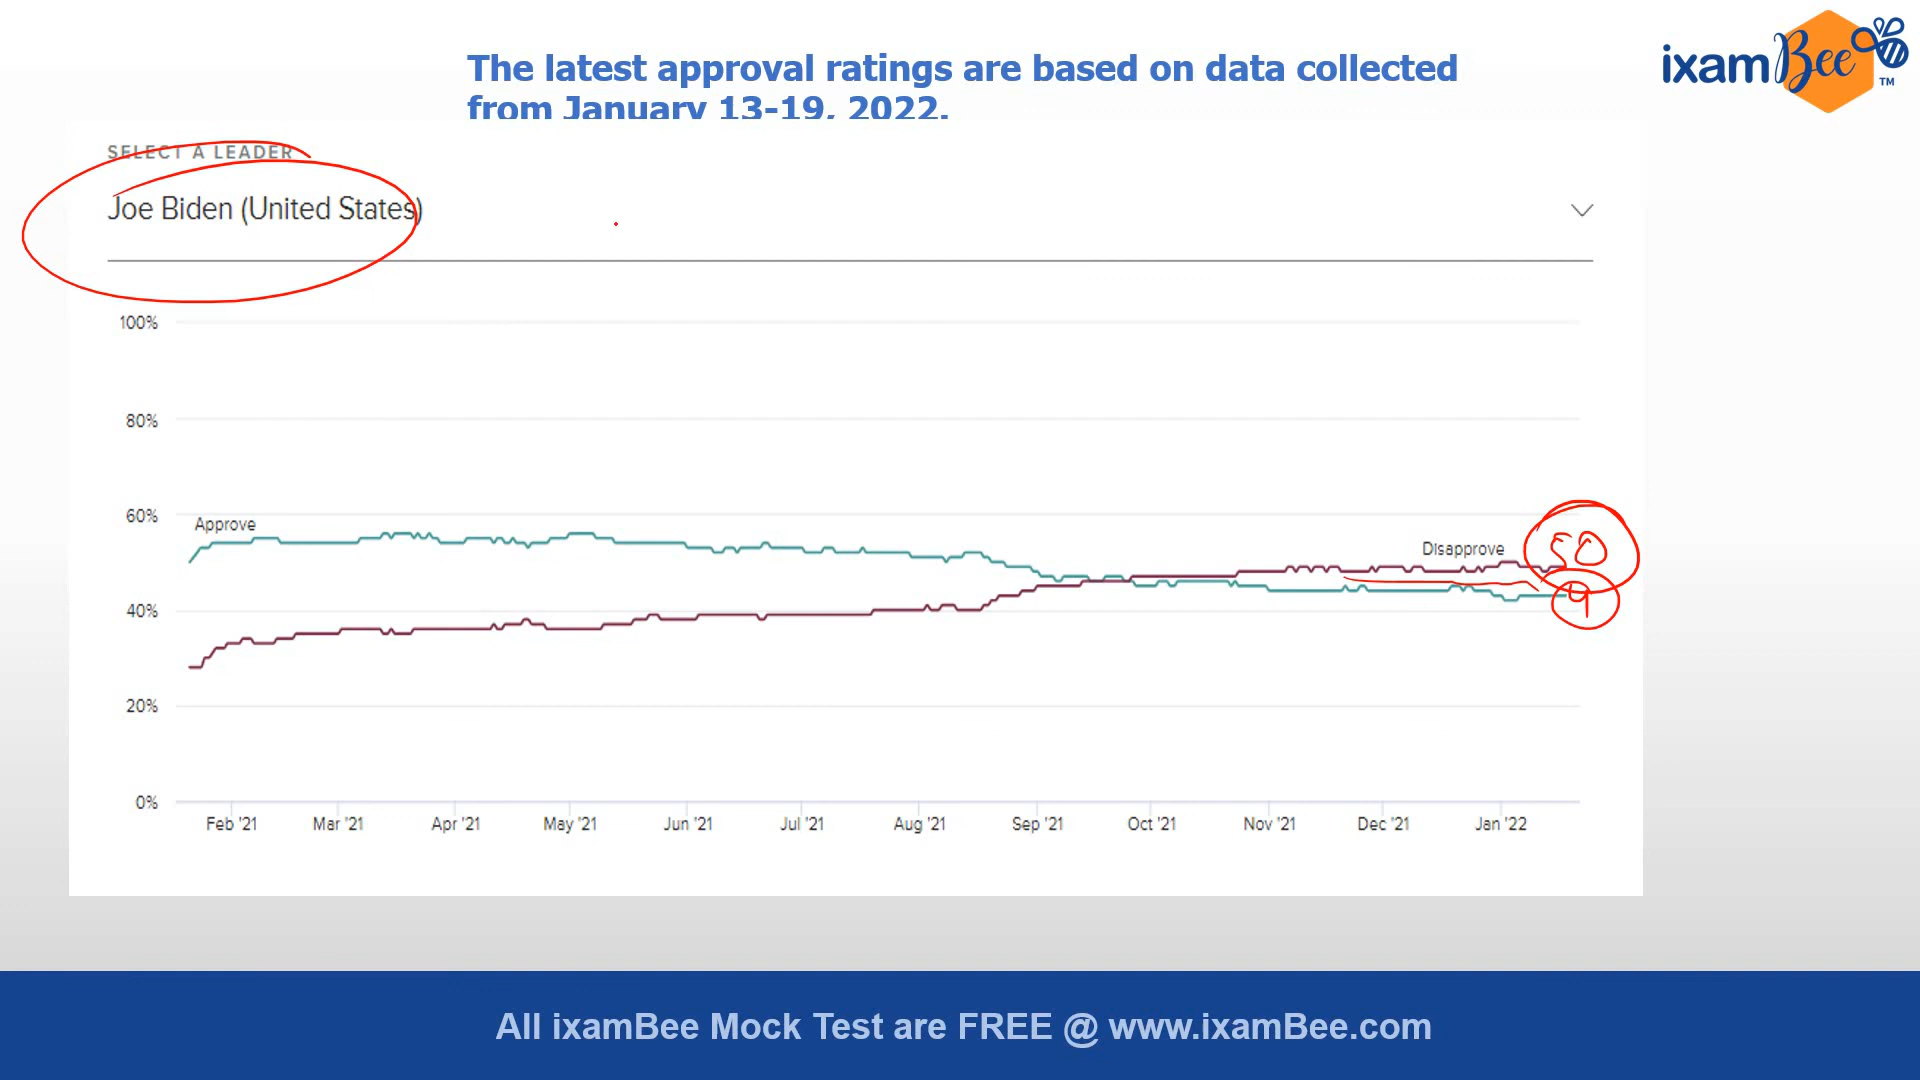 The latest approval ratings are based on data collected
from January 13-19, 2022.
ixamBee TM
SELECT A LEADER
Joe Biden (United States)
100%
80%
60%
40%
20%
0%
Approve
Disapprove
50
9
Feb '21 Mar '21 Apr '21 May '21 Jun '21 Jul '21 Aug '21 Sep '21 Oct '21 Nov '21 Dec '21 Jan '22
All ixamBee Mock Test are FREE @ www.ixamBee.com